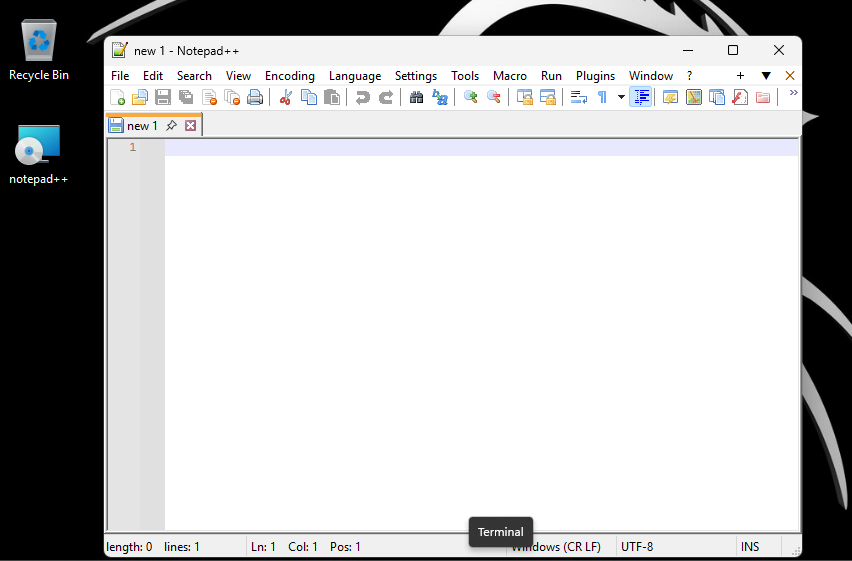 Recycle Bin
notepad++
new 1 - Notepad++
File Edit Search View Encoding Language Settings Tools Macro Run Plugins Window ? + ▼ X
new 1
1
length: 0 lines: 1 Ln: 1 Col: 1 Pos: 1 Windows (CR LF) UTF-8 INS
Terminal